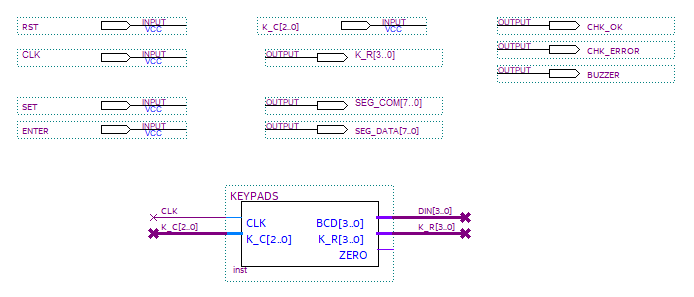 RST INPUT VCC K_C[2..0] INPUT VCC OUTPUT CHK_OK
CLK INPUT VCC OUTPUT K_R[3..0] OUTPUT CHK_ERROR
OUTPUT BUZZER
SET INPUT VCC OUTPUT SEG_COM[7..0]
ENTER INPUT VCC OUTPUT SEG_DATA[7..0]
KEYPADS
CLK CLK BCD[3..0] DIN[3..0]
K_C[2..0] K_C[2..0] K_R[3..0] K_R[3..0]
ZERO
inst